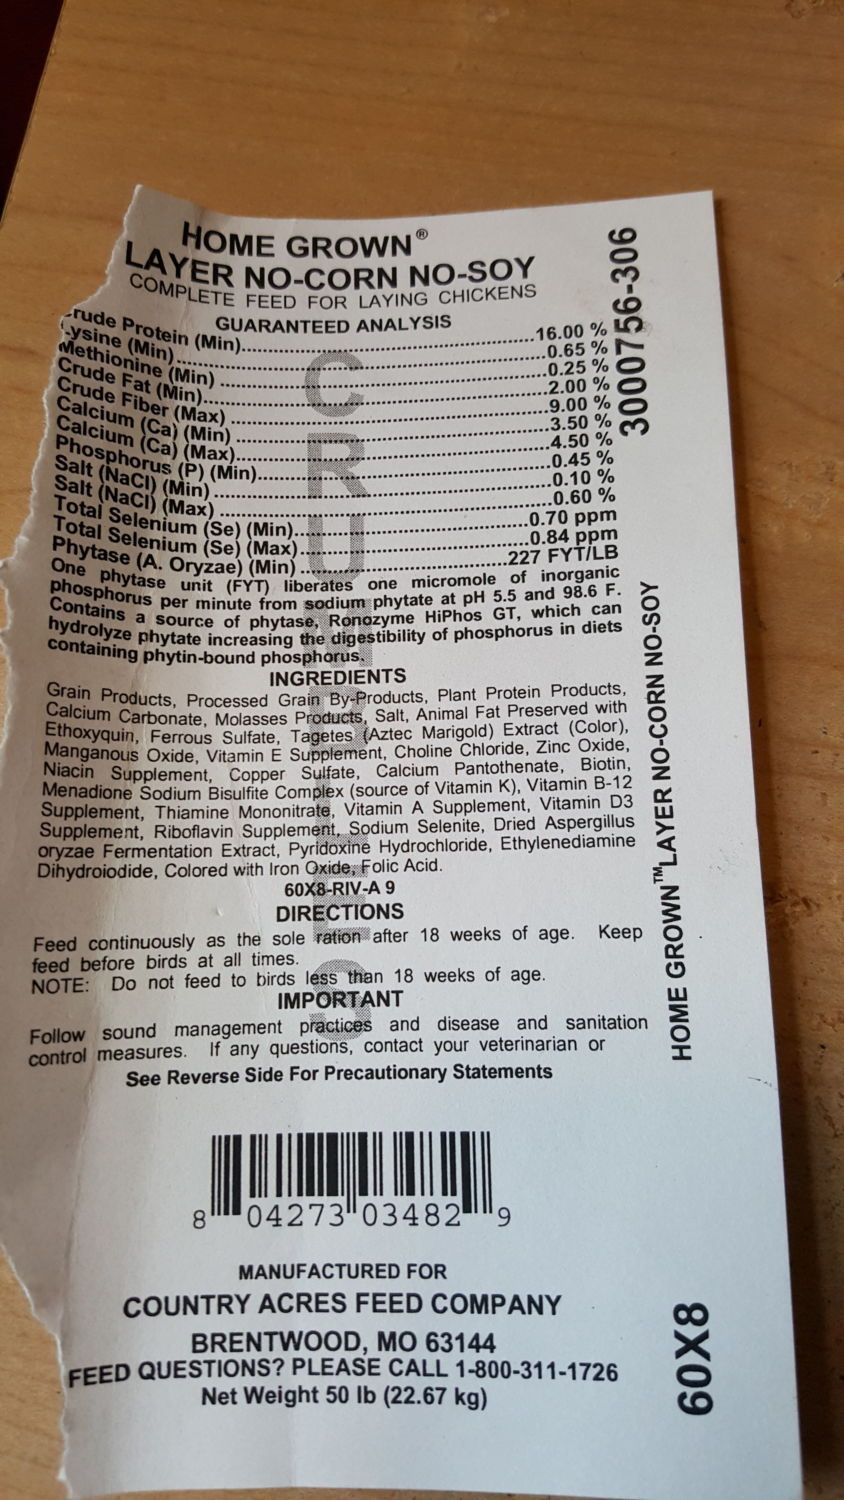 HOME GROWN®
LAYER NO-CORN NO-SOY
COMPLETE FEED FOR LAYING CHICKENS
GUARANTEED ANALYSIS
rude Protein (Min)..........16.00 %
ysine (Min)..........0.65 %
Methionine (Min) ..........0.25 %
Crude Fat (Min)..........2.00 %
Crude Fiber (Max) ..........9.00 %
Calcium (Ca) (Min) ..........3.50 %
Calcium (Ca) (Max)..........4.50 %
Phosphorus (P) (Min)..........0.45 %
Salt (NaCl) (Min) ..........0.10 %
Salt (NaCl) (Max) ..........0.60 %
Total Selenium (Se) (Min)..........0.70 ppm
Total Selenium (Se) (Max)..........0.84 ppm
Phytase (A. Oryzae) (Min) ..........227 FYT/LB
One phytase unit (FYT) liberates one micromole of inorganic
phosphorus per minute from sodium phytate at pH 5.5 and 98.6 F.
Contains a source of phytase, Ronozyme HiPhos GT, which can
hydrolyze phytate increasing the digestibility of phosphorus in diets
containing phytin-bound phosphorus.
INGREDIENTS
Grain Products, Processed Grain By-Products, Plant Protein Products,
Calcium Carbonate, Molasses Products, Salt, Animal Fat Preserved with
Ethoxyquin, Ferrous Sulfate, Tagetes (Aztec Marigold) Extract (Color),
Manganous Oxide, Vitamin E Supplement, Choline Chloride, Zinc Oxide,
Niacin Supplement, Copper Sulfate, Calcium Pantothenate, Biotin,
Menadione Sodium Bisulfite Complex (source of Vitamin K), Vitamin B-12
Supplement, Thiamine Mononitrate, Vitamin A Supplement, Vitamin D3
Supplement, Riboflavin Supplement, Sodium Selenite, Dried Aspergillus
oryzae Fermentation Extract, Pyridoxine Hydrochloride, Ethylenediamine
Dihydroiodide, Colored with Iron Oxide, Folic Acid.
60X8-RIV-A 9
DIRECTIONS
Feed continuously as the sole ration after 18 weeks of age. Keep
feed before birds at all times.
NOTE: Do not feed to birds less than 18 weeks of age.
IMPORTANT
Follow sound management practices and disease and sanitation
control measures. If any questions, contact your veterinarian or
See Reverse Side For Precautionary Statements
8 04273 03482 9
MANUFACTURED FOR
COUNTRY ACRES FEED COMPANY
BRENTWOOD, MO 63144
FEED QUESTIONS? PLEASE CALL 1-800-311-1726
Net Weight 50 lb (22.67 kg)
CRUMBLES
3000756-306
HOME GROWN™LAYER NO-CORN NO-SOY
60X8